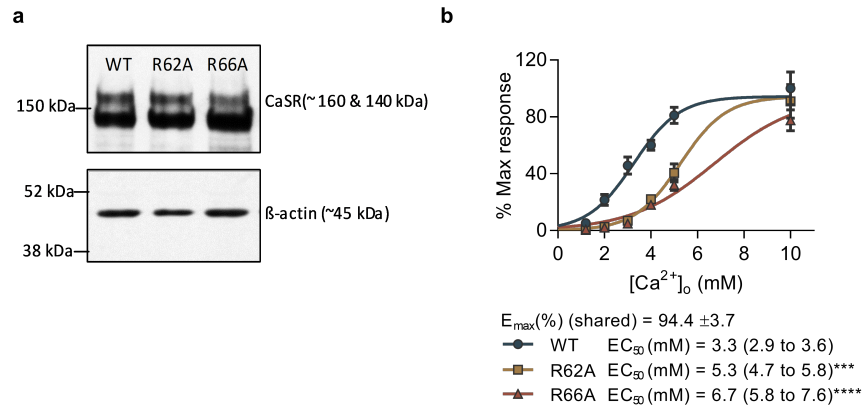 a
WT R62A R66A
150 kDa
CaSR(~ 160 & 140 kDa)
52 kDa
ß-actin (~45 kDa)
38 kDa
b
% Max response
120
80
40
0
0 2 4 6 8 10
[Ca²⁺]ₒ (mM)
Eₘₐₓ(%) (shared) = 94.4 ±3.7
WT EC₅₀ (mM) = 3.3 (2.9 to 3.6)
R62A EC₅₀ (mM) = 5.3 (4.7 to 5.8)***
R66A EC₅₀ (mM) = 6.7 (5.8 to 7.6)****